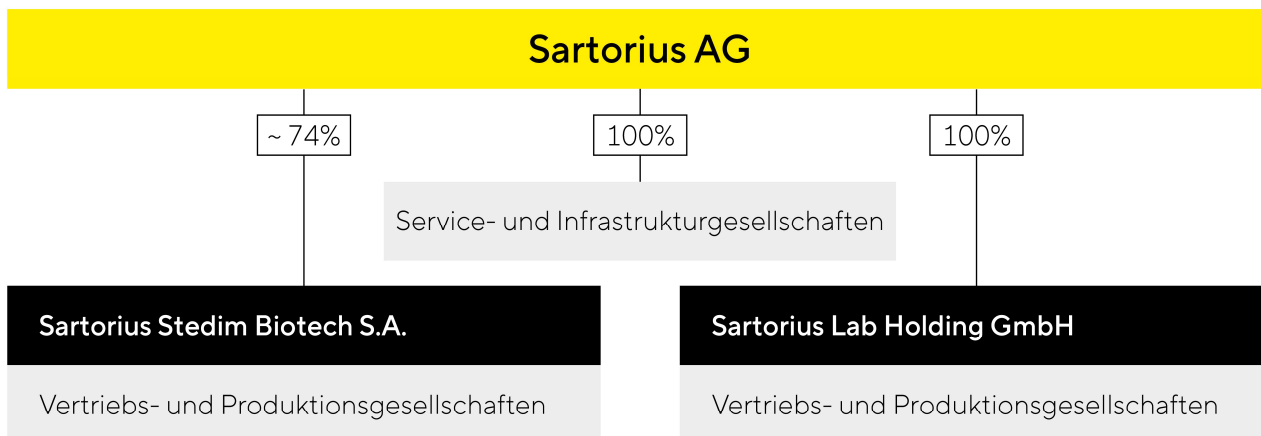 Sartorius AG
~ 74%
100%
100%
Service- und Infrastrukturgesellschaften
Sartorius Stedim Biotech S.A.
Sartorius Lab Holding GmbH
Vertriebs- und Produktionsgesellschaften
Vertriebs- und Produktionsgesellschaften